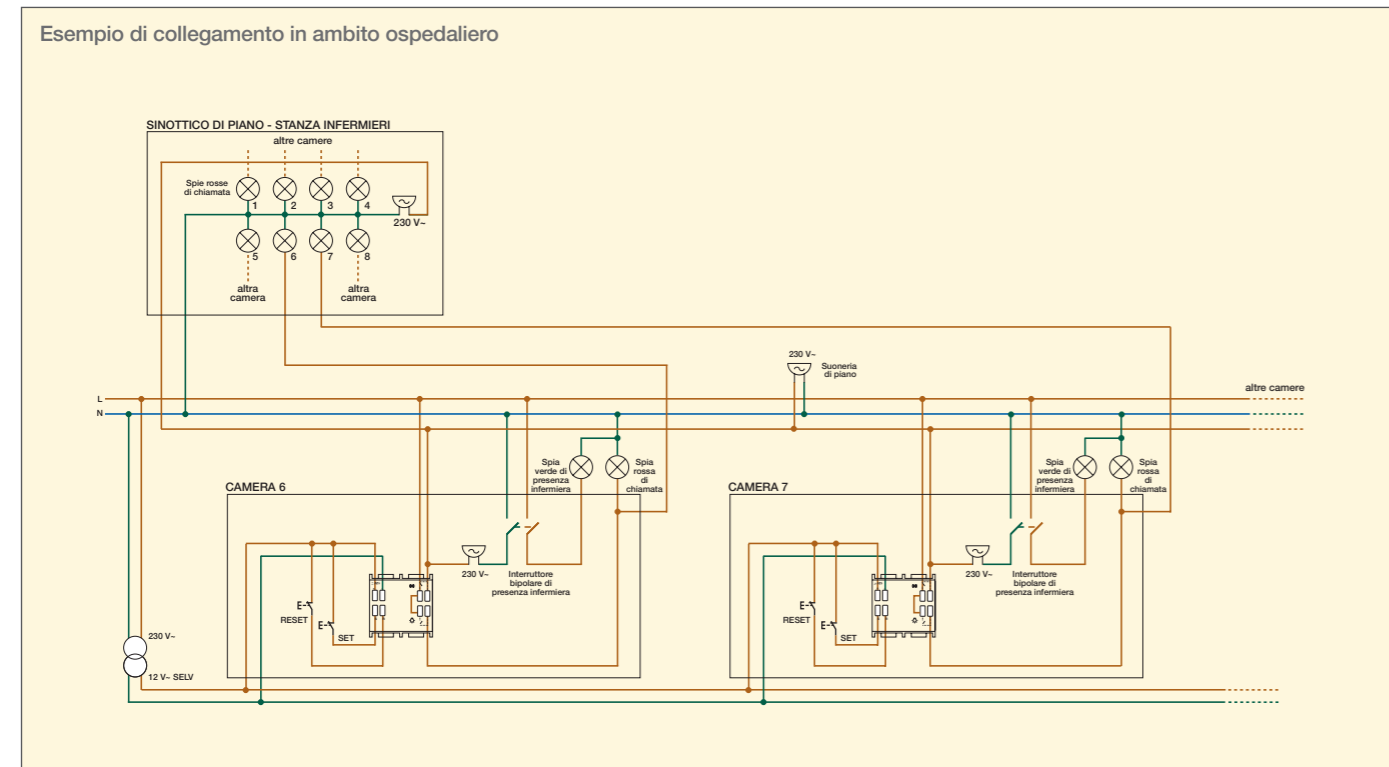 Esempio di collegamento in ambito ospedaliero
SINOTTICO DI PIANO - STANZA INFERMIERI
altre camere
Spie rosse
di chiamata
1
2
3
4
230 V~
5
6
7
8
altra
camera
altra
camera
230 V~
Suoneria
di piano
altre camere
L
N
Spia
verde di
presenza
infermiera
Spia
rossa
di
chiamata
Spia
verde di
presenza
infermiera
Spia
rossa
di
chiamata
CAMERA 6
CAMERA 7
230 V~
Interruttore
bipolare di
presenza infermiera
230 V~
Interruttore
bipolare di
presenza infermiera
RESET
SET
RESET
SET
230 V~
12 V~ SELV